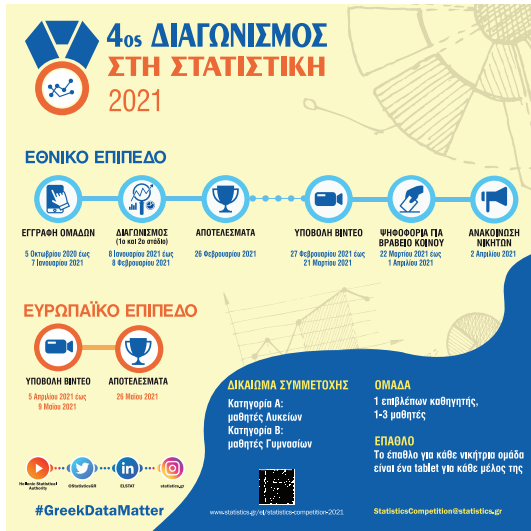 4ος ΔΙΑΓΩΝΙΣΜΟΣ
ΣΤΗ ΣΤΑΤΙΣΤΙΚΗ
2021
ΕΘΝΙΚΟ ΕΠΙΠΕΔΟ
ΕΓΓΡΑΦΗ ΟΜΑΔΩΝ
5 Οκτωβρίου 2020 έως
7 Ιανουαρίου 2021
ΔΙΑΓΩΝΙΣΜΟΣ
(1ο και 2ο στάδιο)
8 Ιανουαρίου 2021 έως
8 Φεβρουαρίου 2021
ΑΠΟΤΕΛΕΣΜΑΤΑ
26 Φεβρουαρίου 2021
ΥΠΟΒΟΛΗ ΒΙΝΤΕΟ
27 Φεβρουαρίου 2021 έως
21 Μαρτίου 2021
ΨΗΦΟΦΟΡΙΑ ΓΙΑ
ΒΡΑΒΕΙΟ ΚΟΙΝΟΥ
22 Μαρτίου 2021 έως
1 Απριλίου 2021
ΑΝΑΚΟΙΝΩΣΗ
ΝΙΚΗΤΩΝ
2 Απριλίου 2021
ΕΥΡΩΠΑΪΚΟ ΕΠΙΠΕΔΟ
ΥΠΟΒΟΛΗ ΒΙΝΤΕΟ
5 Απριλίου 2021 έως
9 Μαΐου 2021
ΑΠΟΤΕΛΕΣΜΑΤΑ
26 Μαΐου 2021
ΔΙΚΑΙΩΜΑ ΣΥΜΜΕΤΟΧΗΣ
Κατηγορία Α:
μαθητές Λυκείων
Κατηγορία Β:
μαθητές Γυμνασίων
ΟΜΑΔΑ
1 επιβλέπων καθηγητής,
1-3 μαθητές
ΕΠΑΘΛΟ
Το έπαθλο για κάθε νικήτρια ομάδα
είναι ένα tablet για κάθε μέλος της
Hellenic Statistical
Authority
@StatisticsGR
ELSTAT
statistics_gr
#GreekDataMatter
www.statistics.gr/el/statistics-competition-2021
StatisticsCompetition@statistics.gr